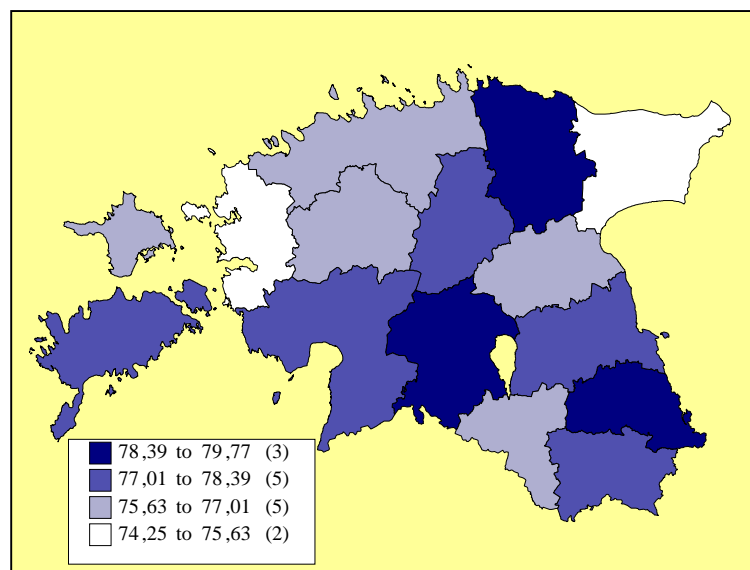 78,39 to 79,77 (3)
77,01 to 78,39 (5)
75,63 to 77,01 (5)
74,25 to 75,63 (2)